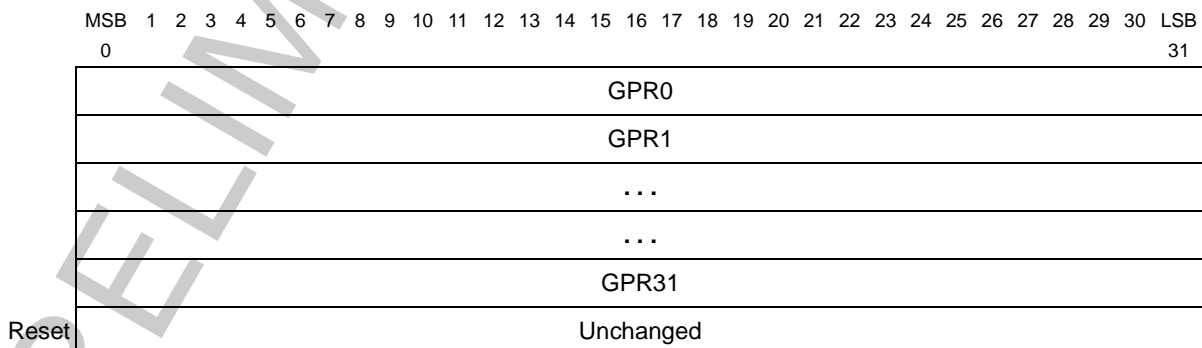 MSB 1 2 3 4 5 6 7 8 9 10 11 12 13 14 15 16 17 18 19 20 21 22 23 24 25 26 27 28 29 30 LSB
0 31
GPR0
GPR1
. . .
. . .
GPR31
Reset Unchanged